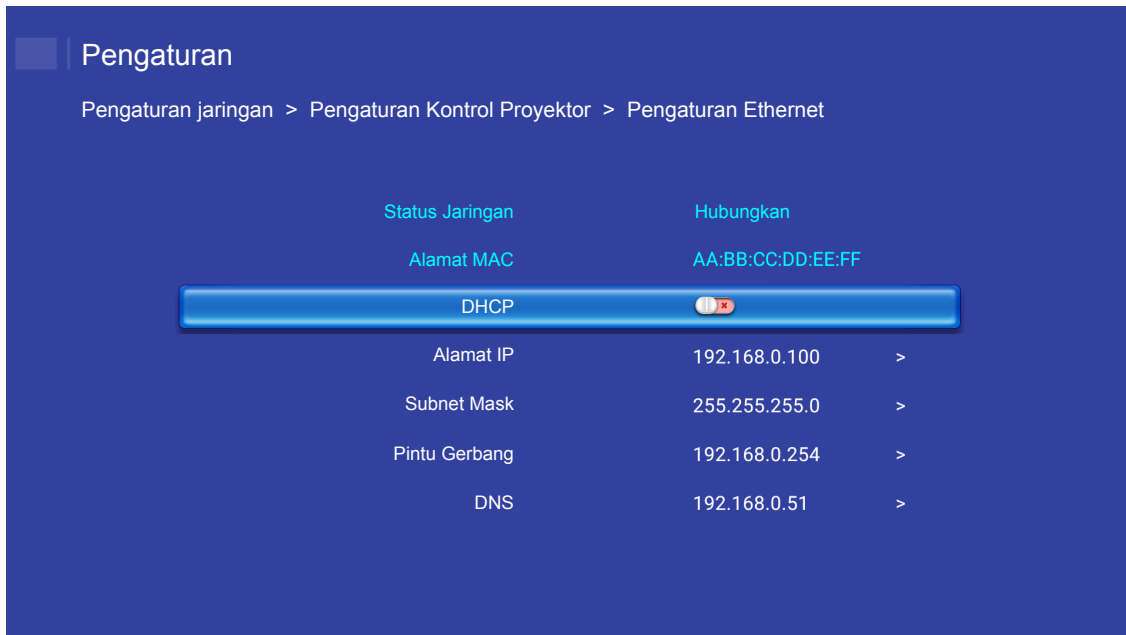 Pengaturan
Pengaturan jaringan > Pengaturan Kontrol Proyektor > Pengaturan Ethernet
Status Jaringan Hubungkan
Alamat MAC AA:BB:CC:DD:EE:FF
DHCP
Alamat IP 192.168.0.100 >
Subnet Mask 255.255.255.0 >
Pintu Gerbang 192.168.0.254 >
DNS 192.168.0.51 >